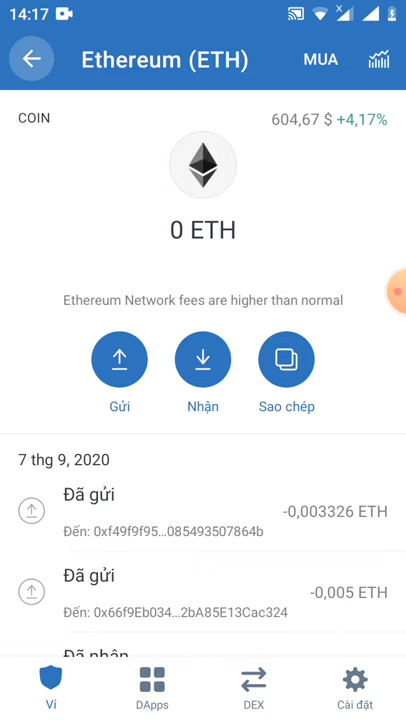 14:17
Ethereum (ETH)
MUA
COIN
604,67 $ +4,17%
0 ETH
Ethereum Network fees are higher than normal
Gửi
Nhận
Sao chép
7 thg 9, 2020
Đã gửi
-0,003326 ETH
Đến: 0xf49f9f95...085493507864b
Đã gửi
-0,005 ETH
Đến: 0x66f9Eb034...2bA85E13Cac324
Đã nhận
Ví
DApps
DEX
Cài đặt